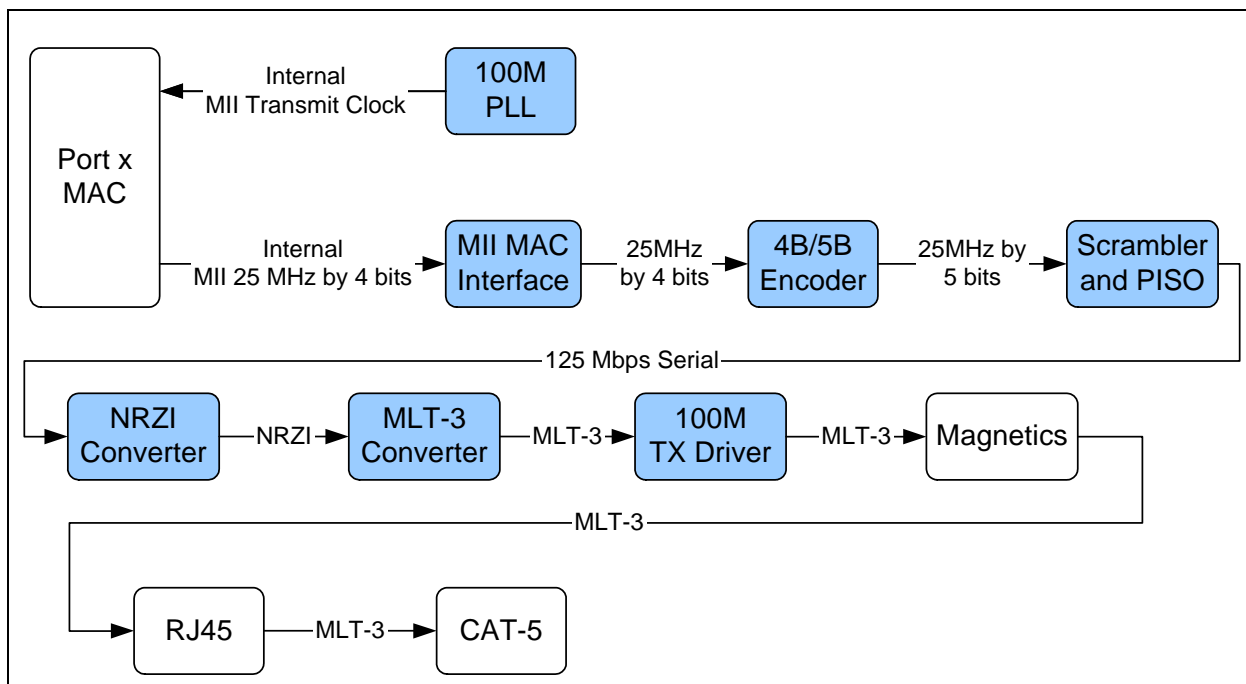 Internal
MII Transmit Clock
100M
PLL
Port x
MAC
Internal
MII 25 MHz by 4 bits
MII MAC
Interface
25MHz
by 4 bits
4B/5B
Encoder
25MHz by
5 bits
Scrambler
and PISO
125 Mbps Serial
NRZI
Converter
NRZI
MLT-3
Converter
MLT-3
100M
TX Driver
MLT-3
Magnetics
MLT-3
RJ45
MLT-3
CAT-5